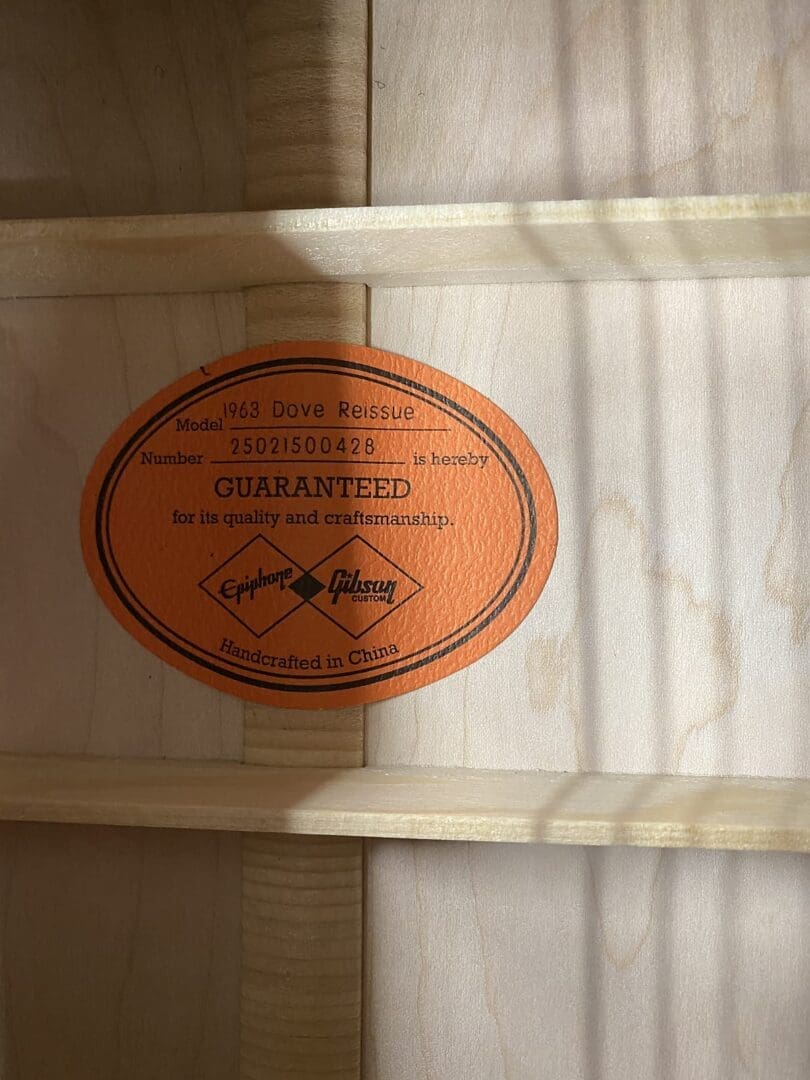 Model 1963 Dove Reissue
Number 25021500428 is hereby
GUARANTEED
for its quality and craftsmanship.
Epiphone Gibson
CUSTOM
Handcrafted in China